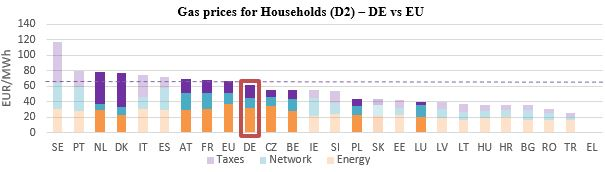 Gas prices for Households (D2) – DE vs EU
EUR/MWh
140
120
100
80
60
40
20
0
SE PT NL DK IT ES AT FR EU DE CZ BE IE SI PL SK EE LU LV LT HU HR BG RO TR EL
Taxes Network Energy